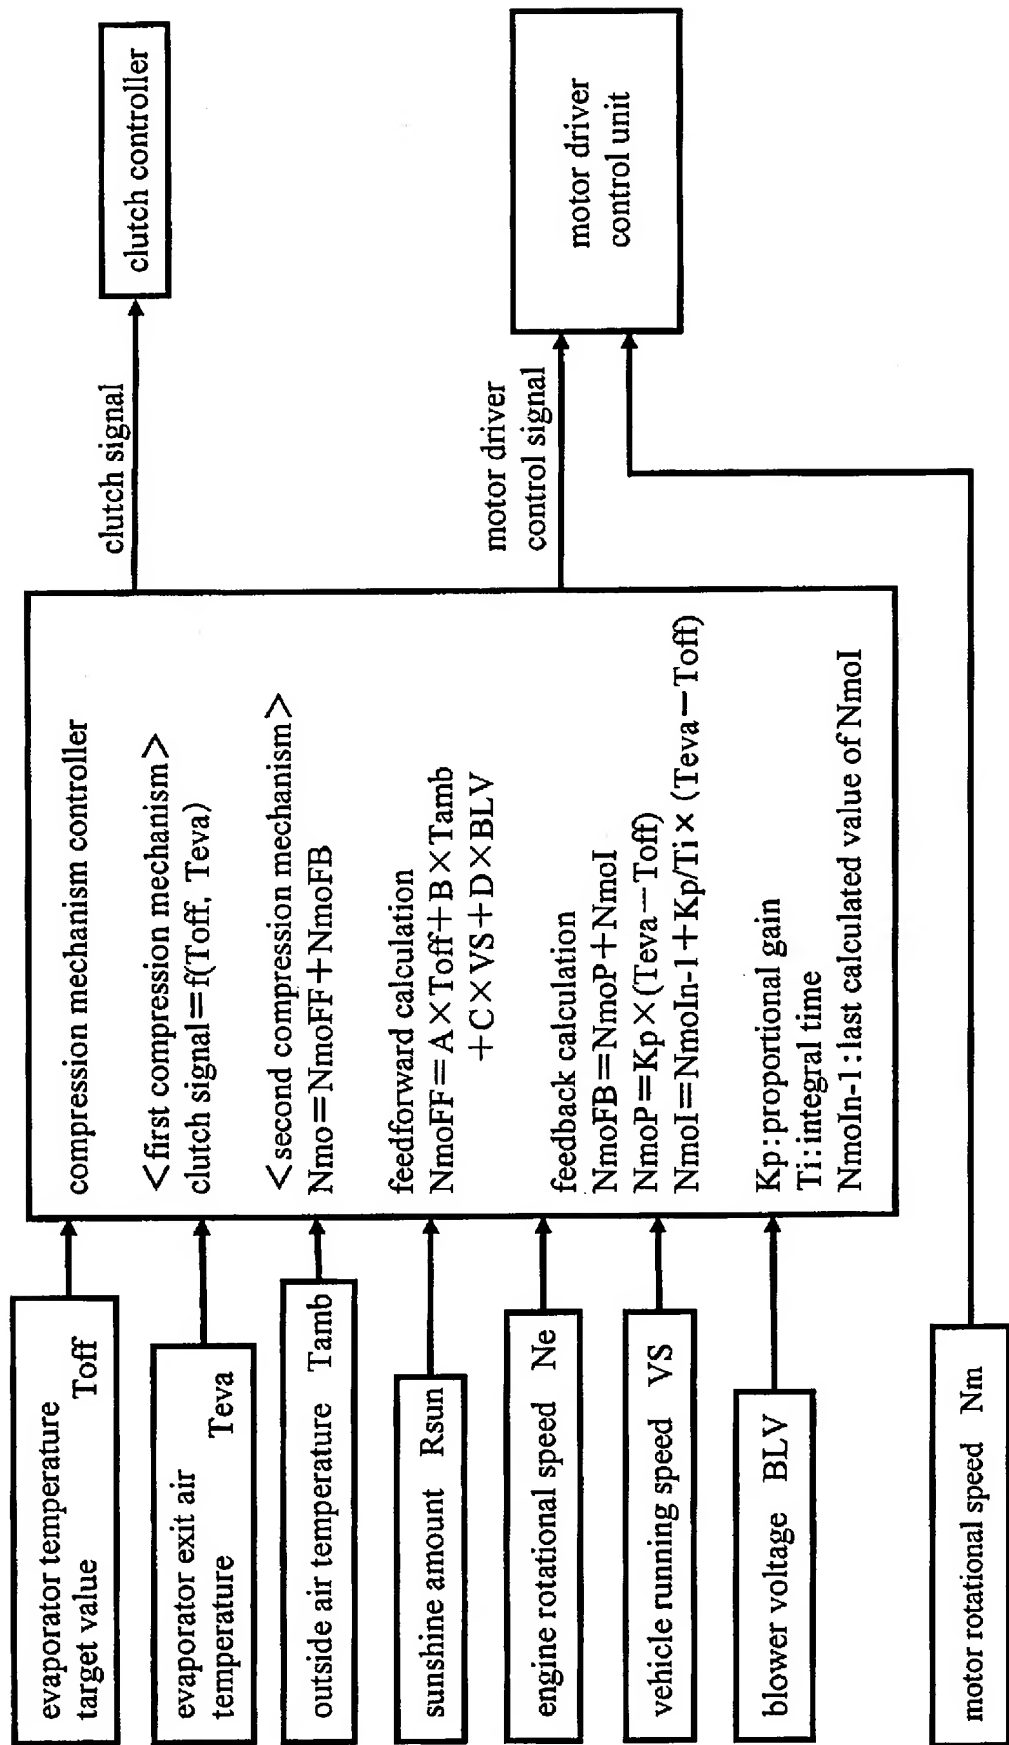 evaporator temperature
target value Toff
evaporator exit air
temperature Teva
outside air temperature Tamb
sunshine amount Rsun
engine rotational speed Ne
vehicle running speed VS
blower voltage BLV
motor rotational speed Nm
compression mechanism controller
<first compression mechanism>
clutch signal=f(Toff, Teva)
<second compression mechanism>
Nmo=NmoFF+NmoFB
feedforward calculation
NmoFF=A×Toff+B×Tamb
+C×VS+D×BLV
feedback calculation
NmoFB=NmoP+NmoI
NmoP=Kp×(Teva−Toff)
NmoI=NmoIn-1+Kp/Ti×(Teva−Toff)
Kp:proportional gain
Ti:integral time
NmoIn-1:last calculated value of NmoI
clutch signal
motor driver
control signal
clutch controller
motor driver
control unit